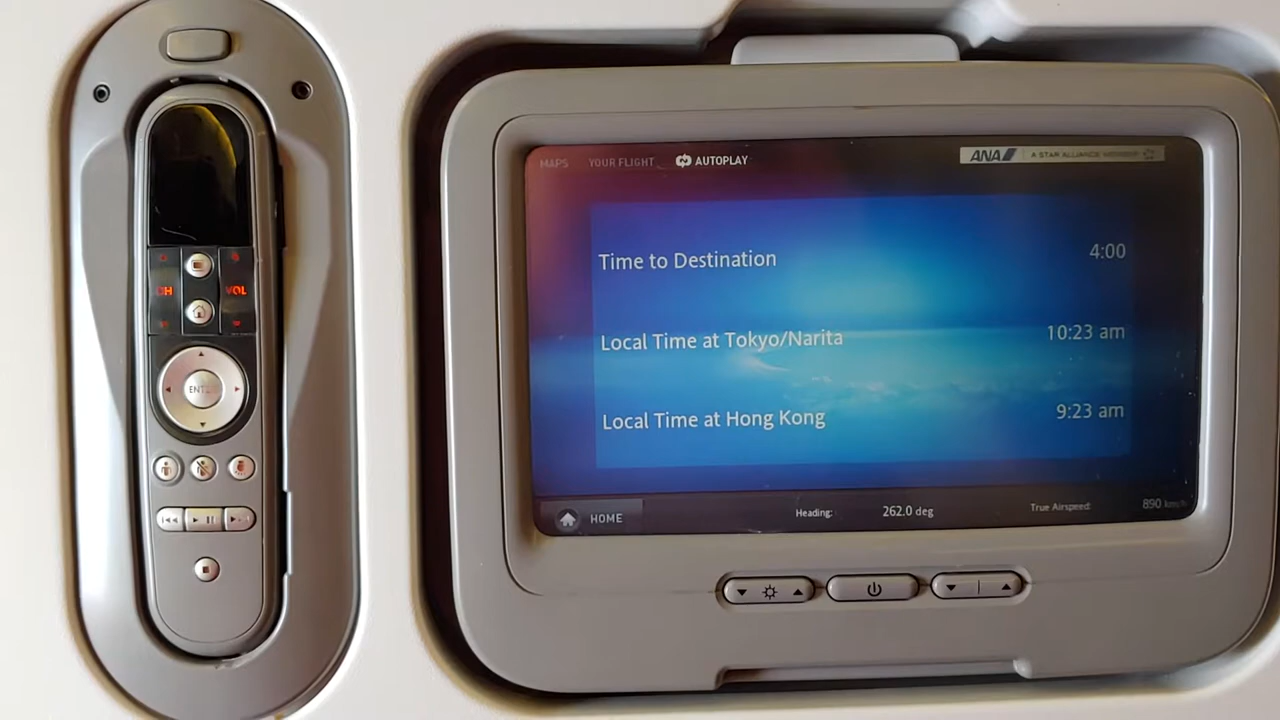 MAPS YOUR FLIGHT AUTOPLAY
ANA A STAR ALLIANCE MEMBER
Time to Destination 4:00
Local Time at Tokyo/Narita 10:23 am
Local Time at Hong Kong 9:23 am
HOME Heading: 262.0 deg True Airspeed: 890 km/h
CH VOL
ENTER